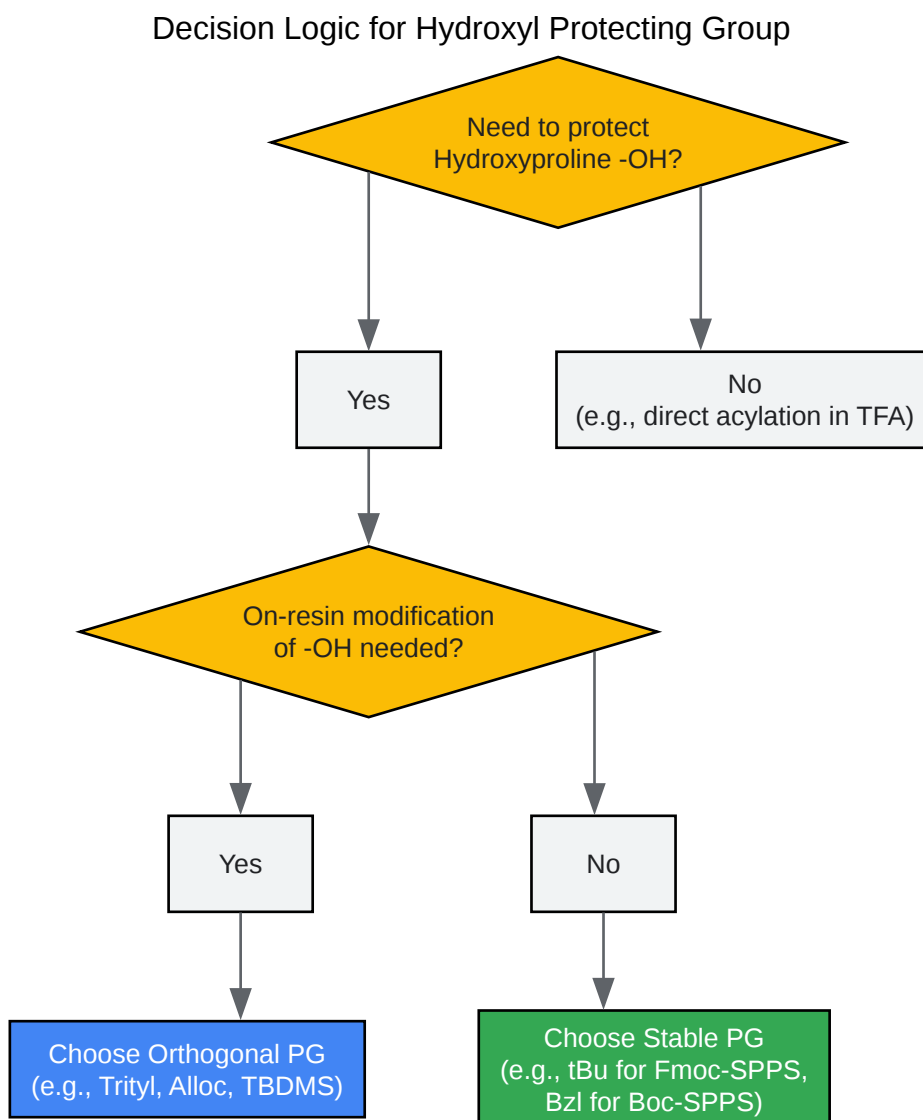 Decision Logic for Hydroxyl Protecting Group
Need to protect
Hydroxyproline -OH?
Yes
No
(e.g., direct acylation in TFA)
On-resin modification
of -OH needed?
Yes
No
Choose Orthogonal PG
(e.g., Trityl, Alloc, TBDMS)
Choose Stable PG
(e.g., tBu for Fmoc-SPPS,
Bzl for Boc-SPPS)